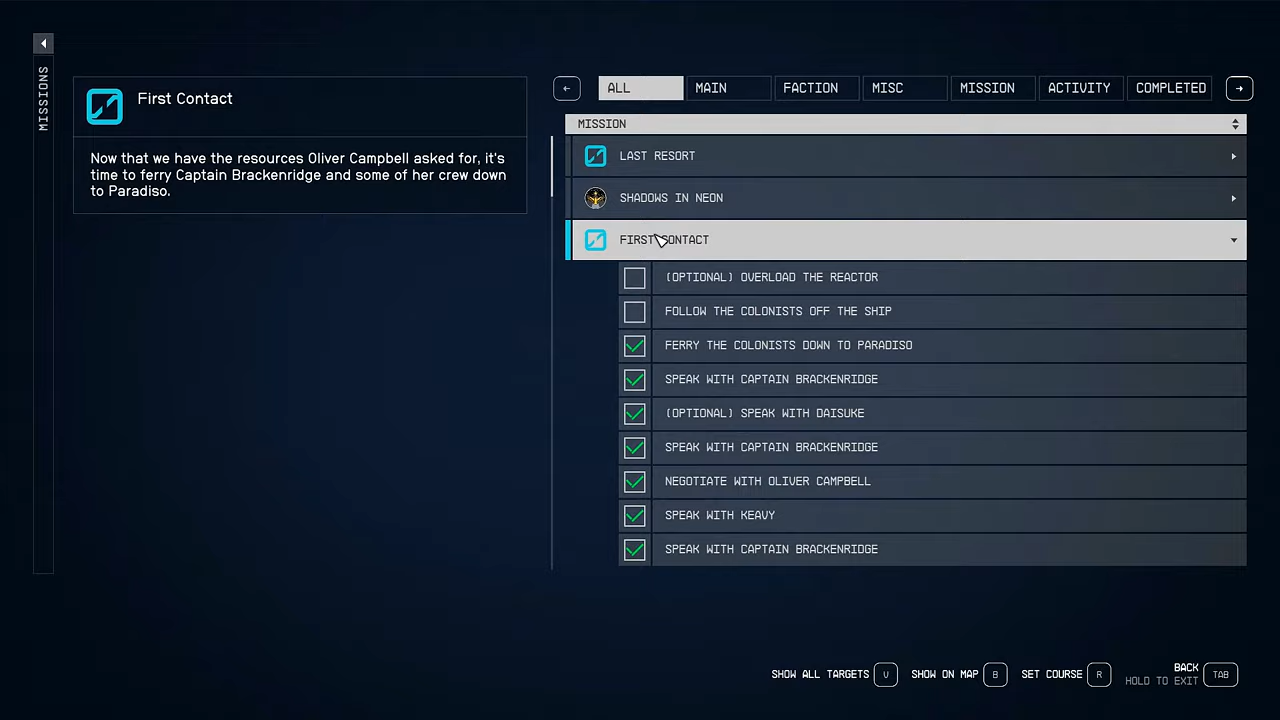 MISSIONS
First Contact
Now that we have the resources Oliver Campbell asked for, it's
time to ferry Captain Brackenridge and some of her crew down
to Paradiso.
ALL MAIN FACTION MISC MISSION ACTIVITY COMPLETED
MISSION
LAST RESORT
SHADOWS IN NEON
FIRST CONTACT
(OPTIONAL) OVERLOAD THE REACTOR
FOLLOW THE COLONISTS OFF THE SHIP
FERRY THE COLONISTS DOWN TO PARADISO
SPEAK WITH CAPTAIN BRACKENRIDGE
(OPTIONAL) SPEAK WITH DAISUKE
SPEAK WITH CAPTAIN BRACKENRIDGE
NEGOTIATE WITH OLIVER CAMPBELL
SPEAK WITH KEAVY
SPEAK WITH CAPTAIN BRACKENRIDGE
SHOW ALL TARGETS V SHOW ON MAP B SET COURSE R BACK TAB
HOLD TO EXIT